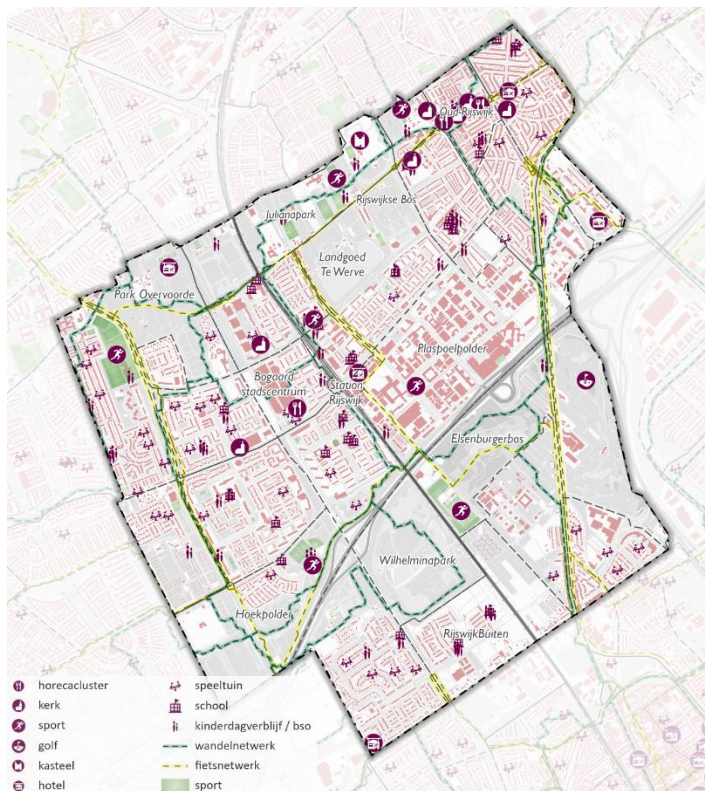 Oud-Rijswijk
Rijswijkse Bos
Julianapark
Landgoed
Te Werve
Park Overvoorde
Plaspoelpolder
Bogaard
stadscentrum
Station
Rijswijk
Elsenburgerbos
Wilhelminapark
Hoekpolder
RijswijkBuiten
horecacluster
kerk
sport
golf
kasteel
hotel
speeltuin
school
kinderdagverblijf / bso
wandelnetwerk
fietsnetwerk
sport